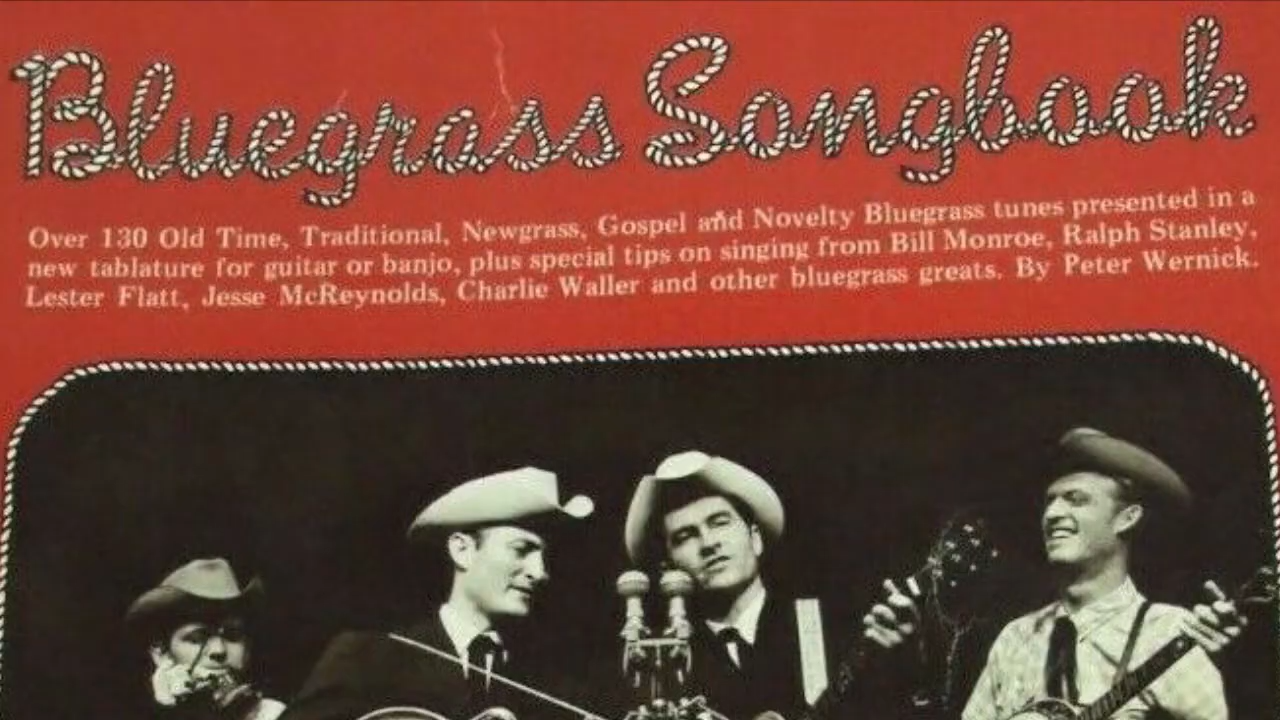 Bluegrass Songbook
Over 130 Old Time, Traditional, Newgrass, Gospel and Novelty Bluegrass tunes presented in a
new tablature for guitar or banjo, plus special tips on singing from Bill Monroe, Ralph Stanley,
Lester Flatt, Jesse McReynolds, Charlie Waller and other bluegrass greats. By Peter Wernick.